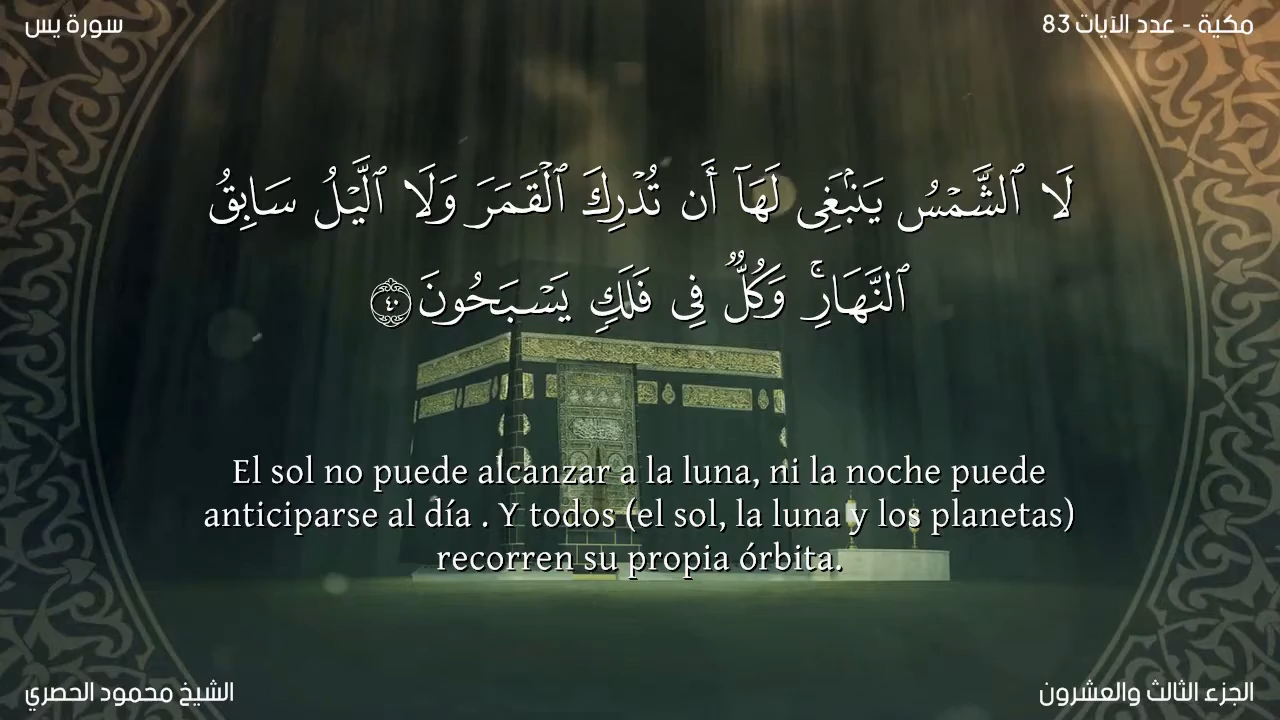 سورة يس
مكية - عدد الآيات 83
لَا ٱلشَّمْسُ يَنۢبَغِى لَهَآ أَن تُدْرِكَ ٱلْقَمَرَ وَلَا ٱلَّيْلُ سَابِقُ
ٱلنَّهَارِ ۚ وَكُلٌّ فِى فَلَكٍ يَسْبَحُونَ ٤٠
El sol no puede alcanzar a la luna, ni la noche puede
anticiparse al día . Y todos (el sol, la luna y los planetas)
recorren su propia órbita.
الشيخ محمود الحصري
الجزء الثالث والعشرون